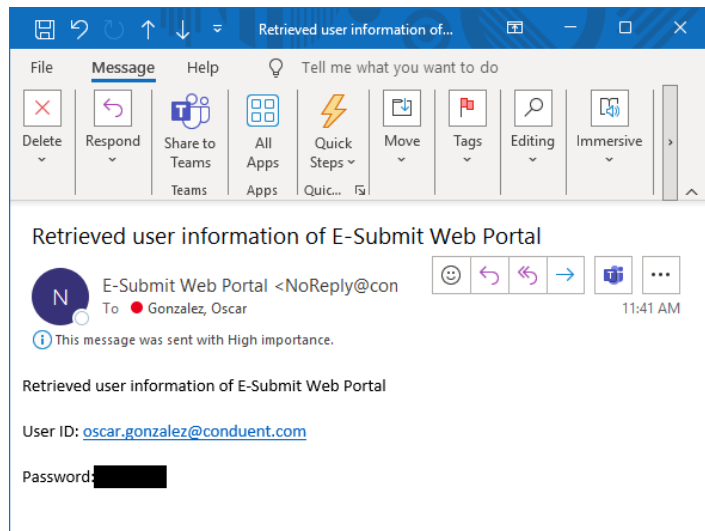 Retrieved user information of...
File Message Help Tell me what you want to do
Delete Respond Share to Teams All Apps Quick Steps Move Tags Editing Immersive
Teams Apps Quic...
Retrieved user information of E-Submit Web Portal
N
E-Submit Web Portal <NoReply@con
To Gonzalez, Oscar
11:41 AM
This message was sent with High importance.
Retrieved user information of E-Submit Web Portal
User ID: oscar.gonzalez@conduent.com
Password: